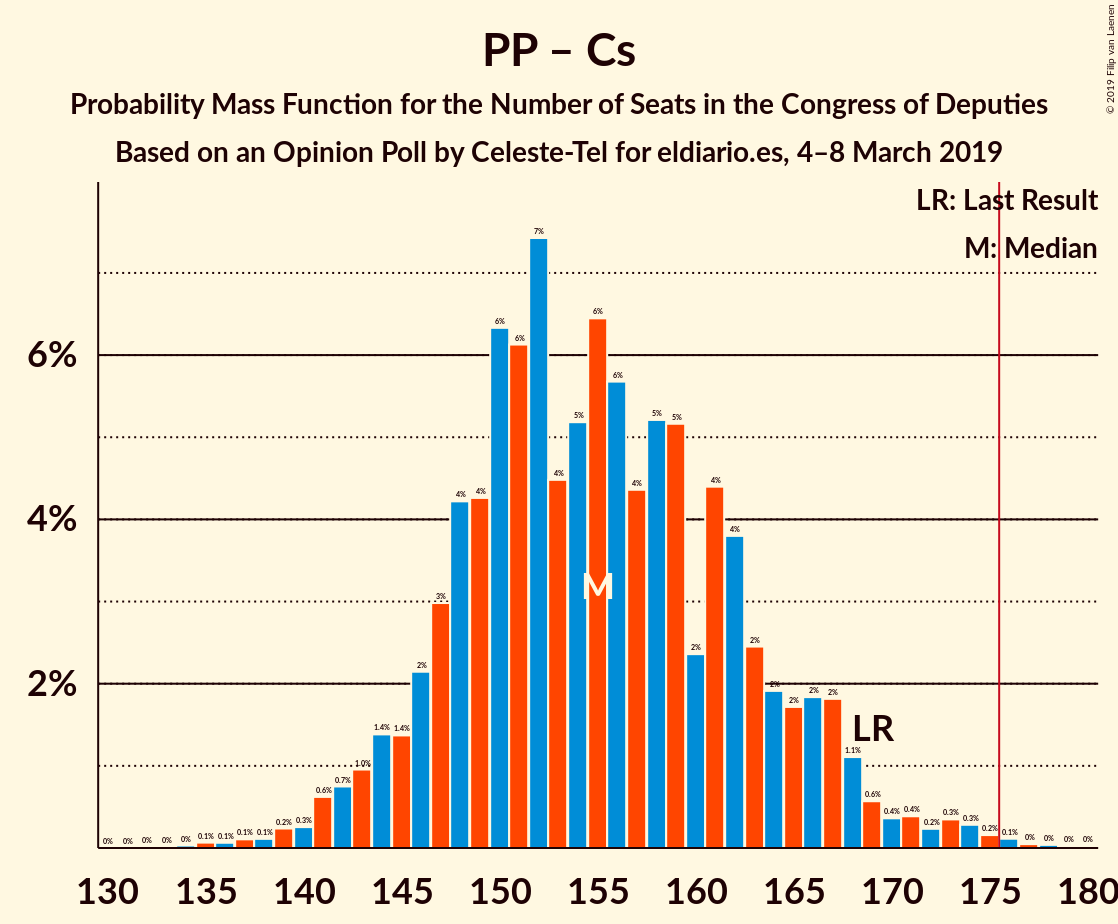 PP – Cs
Probability Mass Function for the Number of Seats in the Congress of Deputies
Based on an Opinion Poll by Celeste-Tel for eldiario.es, 4–8 March 2019
© 2019 Filip van Laenen
LR: Last Result
M: Median
6%
4%
2%
0% 0% 0% 0% 0% 0.1% 0.1% 0.1% 0.1% 0.2% 0.3% 0.6% 0.7% 1.0% 1.4% 1.4% 2% 3% 4% 4% 6% 6% 7% 4% 5% 6% 6% 4% 5% 5% 2% 4% 4% 2% 2% 2% 2% 2% 1.1% 0.6% 0.4% 0.4% 0.2% 0.3% 0.3% 0.2% 0.1% 0% 0% 0% 0%
M
LR
130 135 140 145 150 155 160 165 170 175 180